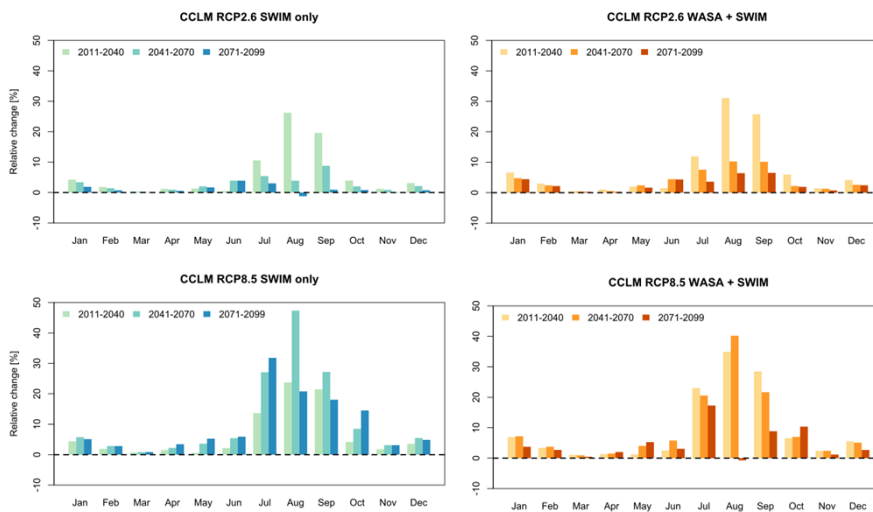 CCLM RCP2.6 SWIM only
Relative change [%]
50
40
30
20
10
0
-10
2011-2040 2041-2070 2071-2099
Jan Feb Mar Apr May Jun Jul Aug Sep Oct Nov Dec
CCLM RCP2.6 WASA + SWIM
50
40
30
20
10
0
-10
2011-2040 2041-2070 2071-2099
Jan Feb Mar Apr May Jun Jul Aug Sep Oct Nov Dec
CCLM RCP8.5 SWIM only
Relative change [%]
50
40
30
20
10
0
-10
2011-2040 2041-2070 2071-2099
Jan Feb Mar Apr May Jun Jul Aug Sep Oct Nov Dec
CCLM RCP8.5 WASA + SWIM
50
40
30
20
10
0
-10
2011-2040 2041-2070 2071-2099
Jan Feb Mar Apr May Jun Jul Aug Sep Oct Nov Dec